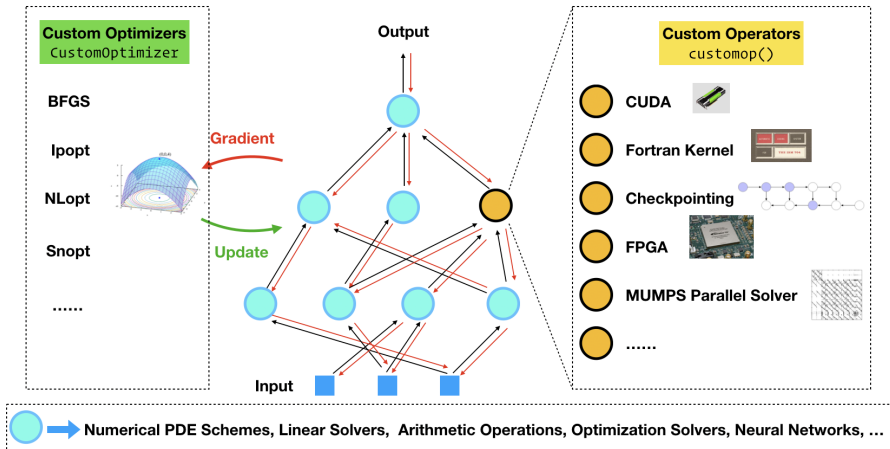 Custom Optimizers
CustomOptimizer
BFGS
Ipopt
NLopt
Snopt
......
Gradient
Update
Output
Input
Custom Operators
customop()
CUDA
Fortran Kernel
Checkpointing
FPGA
MUMPS Parallel Solver
......
Numerical PDE Schemes, Linear Solvers, Arithmetic Operations, Optimization Solvers, Neural Networks, ...